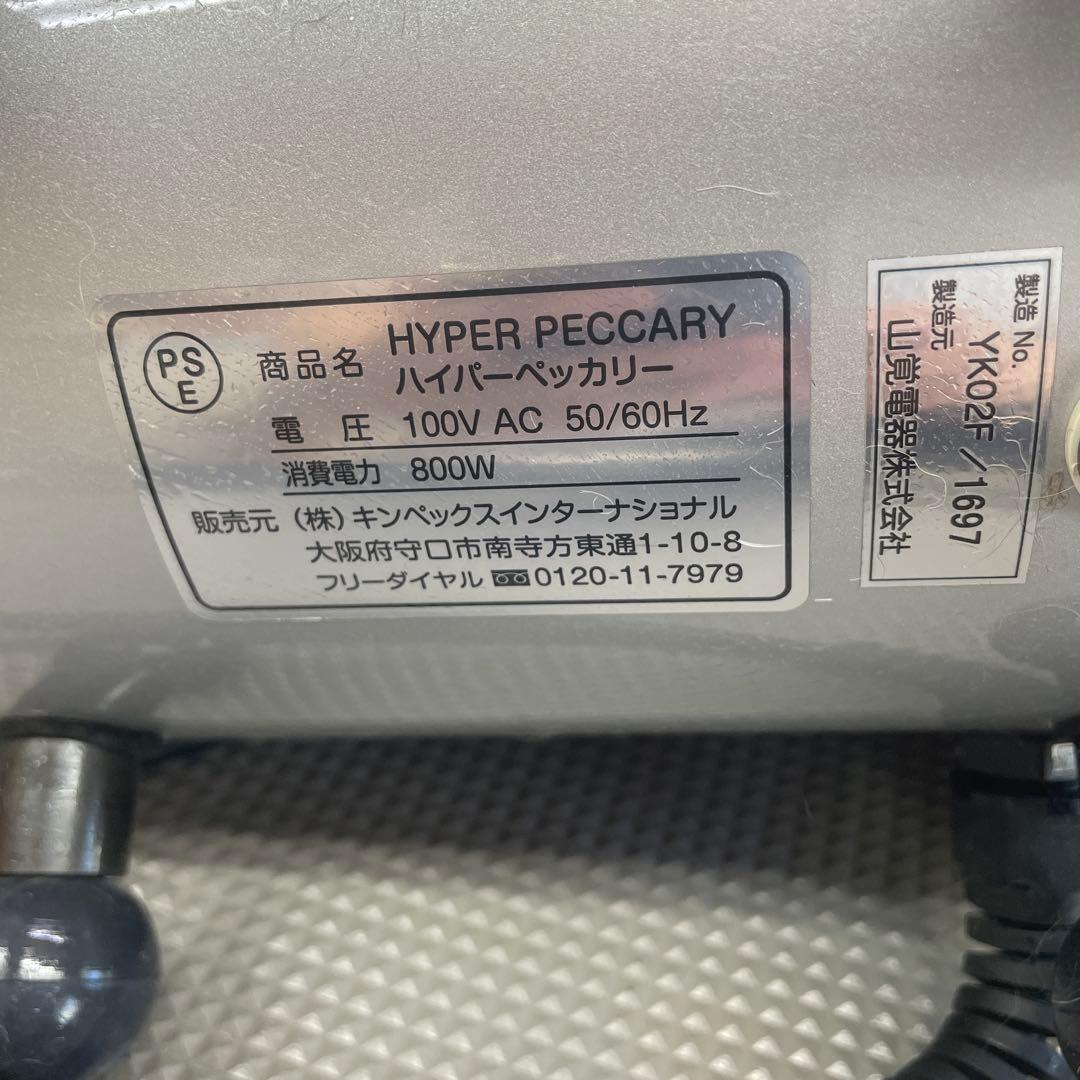 PS
E
商品名 HYPER PECCARY
ハイパーペッカリー
電 圧 100V AC 50/60Hz
消費電力 800W
販売元 (株)キンペックスインターナショナル
大阪府守口市南寺方東通1-10-8
フリーダイヤル 0120-11-7979
製造 No.
YK02F/1697
製造元
山覚電器株式会社